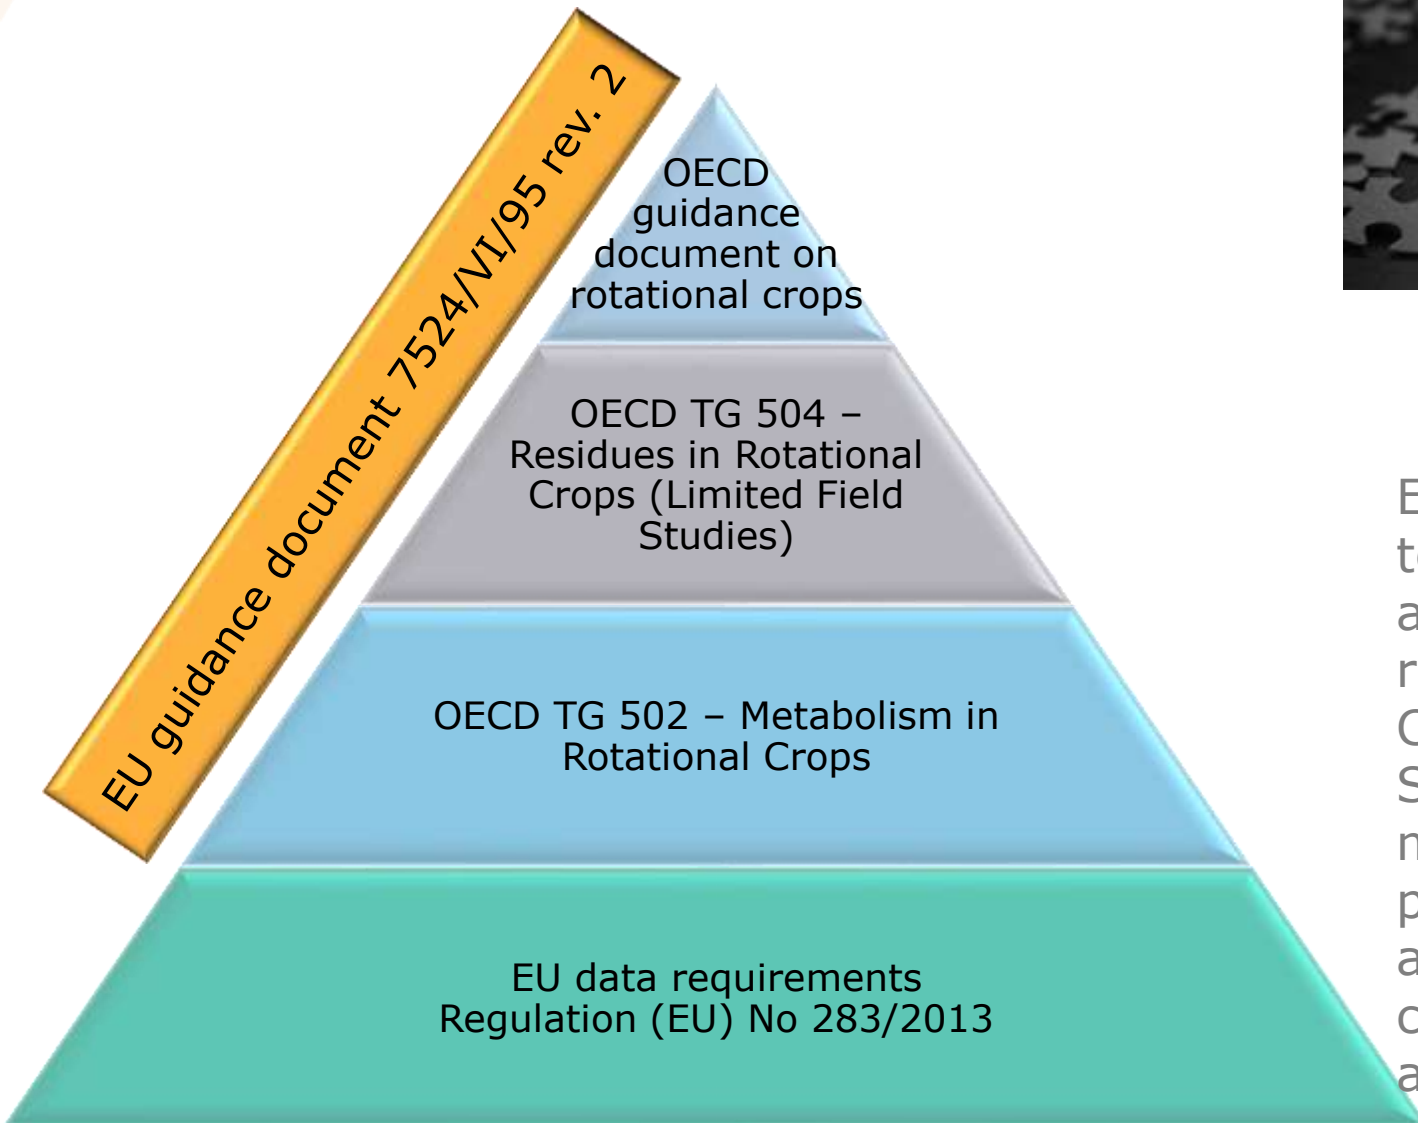 EU guidance document 7524/VI/95 rev. 2
OECD
guidance
document on
rotational crops
OECD TG 504 –
Residues in Rotational
Crops (Limited Field
Studies)
OECD TG 502 – Metabolism in
Rotational Crops
EU data requirements
Regulation (EU) No 283/2013